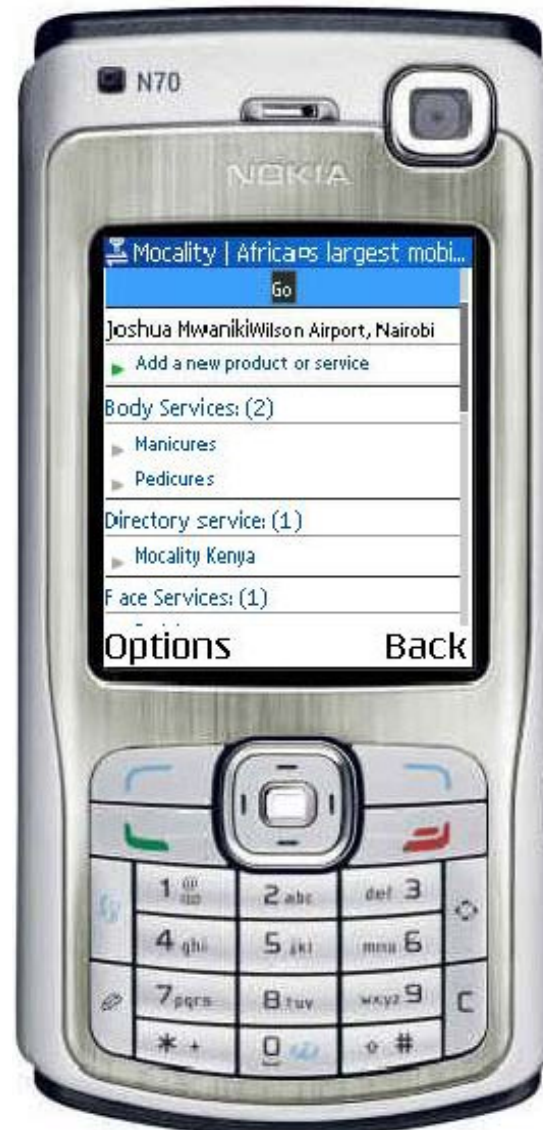 N70
NOKIA
Mocality | Africa¤s largest mobi...
Go
Joshua MwanikiWilson Airport, Nairobi
Add a new product or service
Body Services: (2)
Manicures
Pedicures
Directory service: (1)
Mocality Kenya
Face Services: (1)
Options Back
1 @
2 abc def 3
4 ghi 5 jkl mno 6
7 pqrs 8 tuv wxyz 9 C
* + 0 #